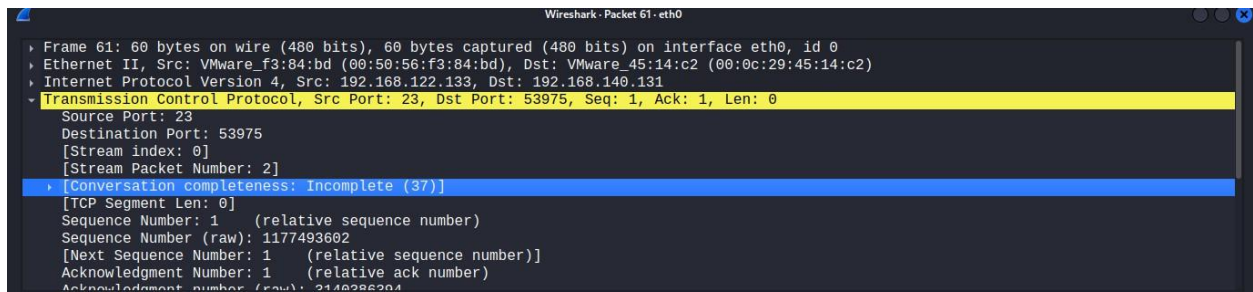 Wireshark · Packet 61 · eth0
Frame 61: 60 bytes on wire (480 bits), 60 bytes captured (480 bits) on interface eth0, id 0
Ethernet II, Src: VMware_f3:84:bd (00:50:56:f3:84:bd), Dst: VMware_45:14:c2 (00:0c:29:45:14:c2)
Internet Protocol Version 4, Src: 192.168.122.133, Dst: 192.168.140.131
Transmission Control Protocol, Src Port: 23, Dst Port: 53975, Seq: 1, Ack: 1, Len: 0
Source Port: 23
Destination Port: 53975
[Stream index: 0]
[Stream Packet Number: 2]
[Conversation completeness: Incomplete (37)]
[TCP Segment Len: 0]
Sequence Number: 1 (relative sequence number)
Sequence Number (raw): 1177493602
[Next Sequence Number: 1 (relative sequence number)]
Acknowledgment Number: 1 (relative ack number)
Acknowledgment number (raw): 3140386394